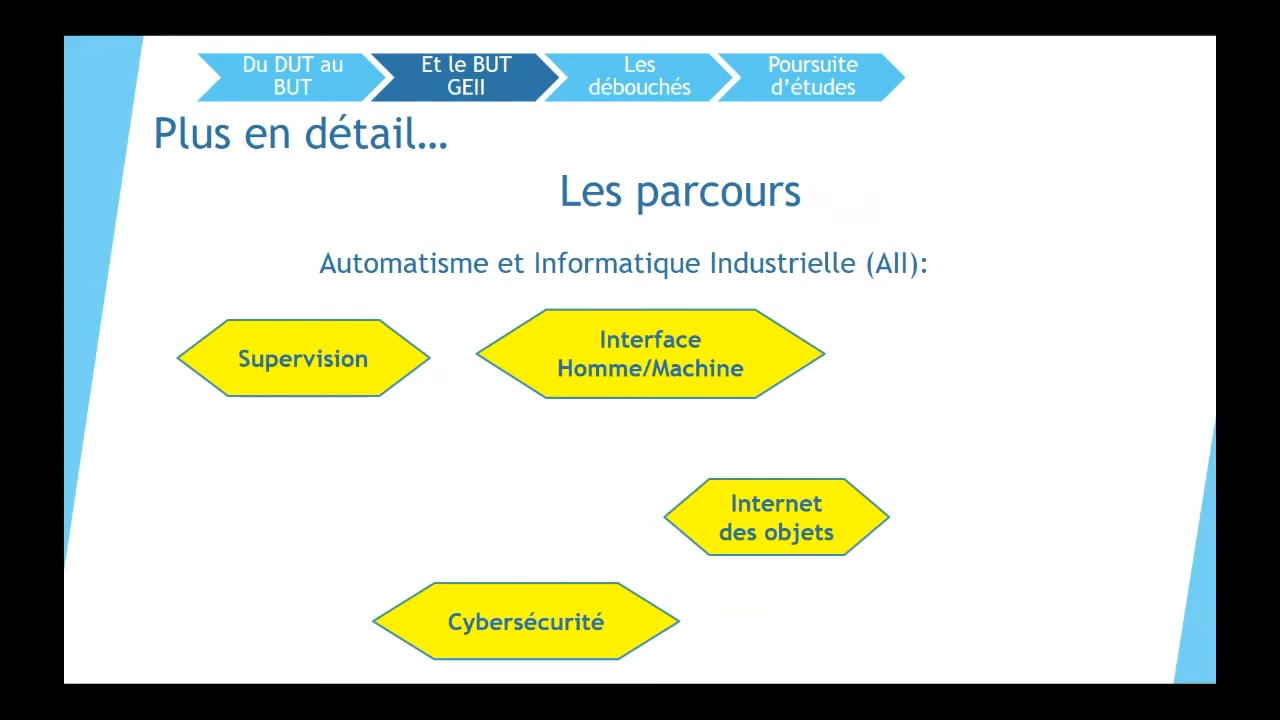 Du DUT au
BUT
Et le BUT
GEII
Les
débouchés
Poursuite
d’études
Plus en détail…
Les parcours
Automatisme et Informatique Industrielle (AII):
Supervision
Interface
Homme/Machine
Internet
des objets
Cybersécurité